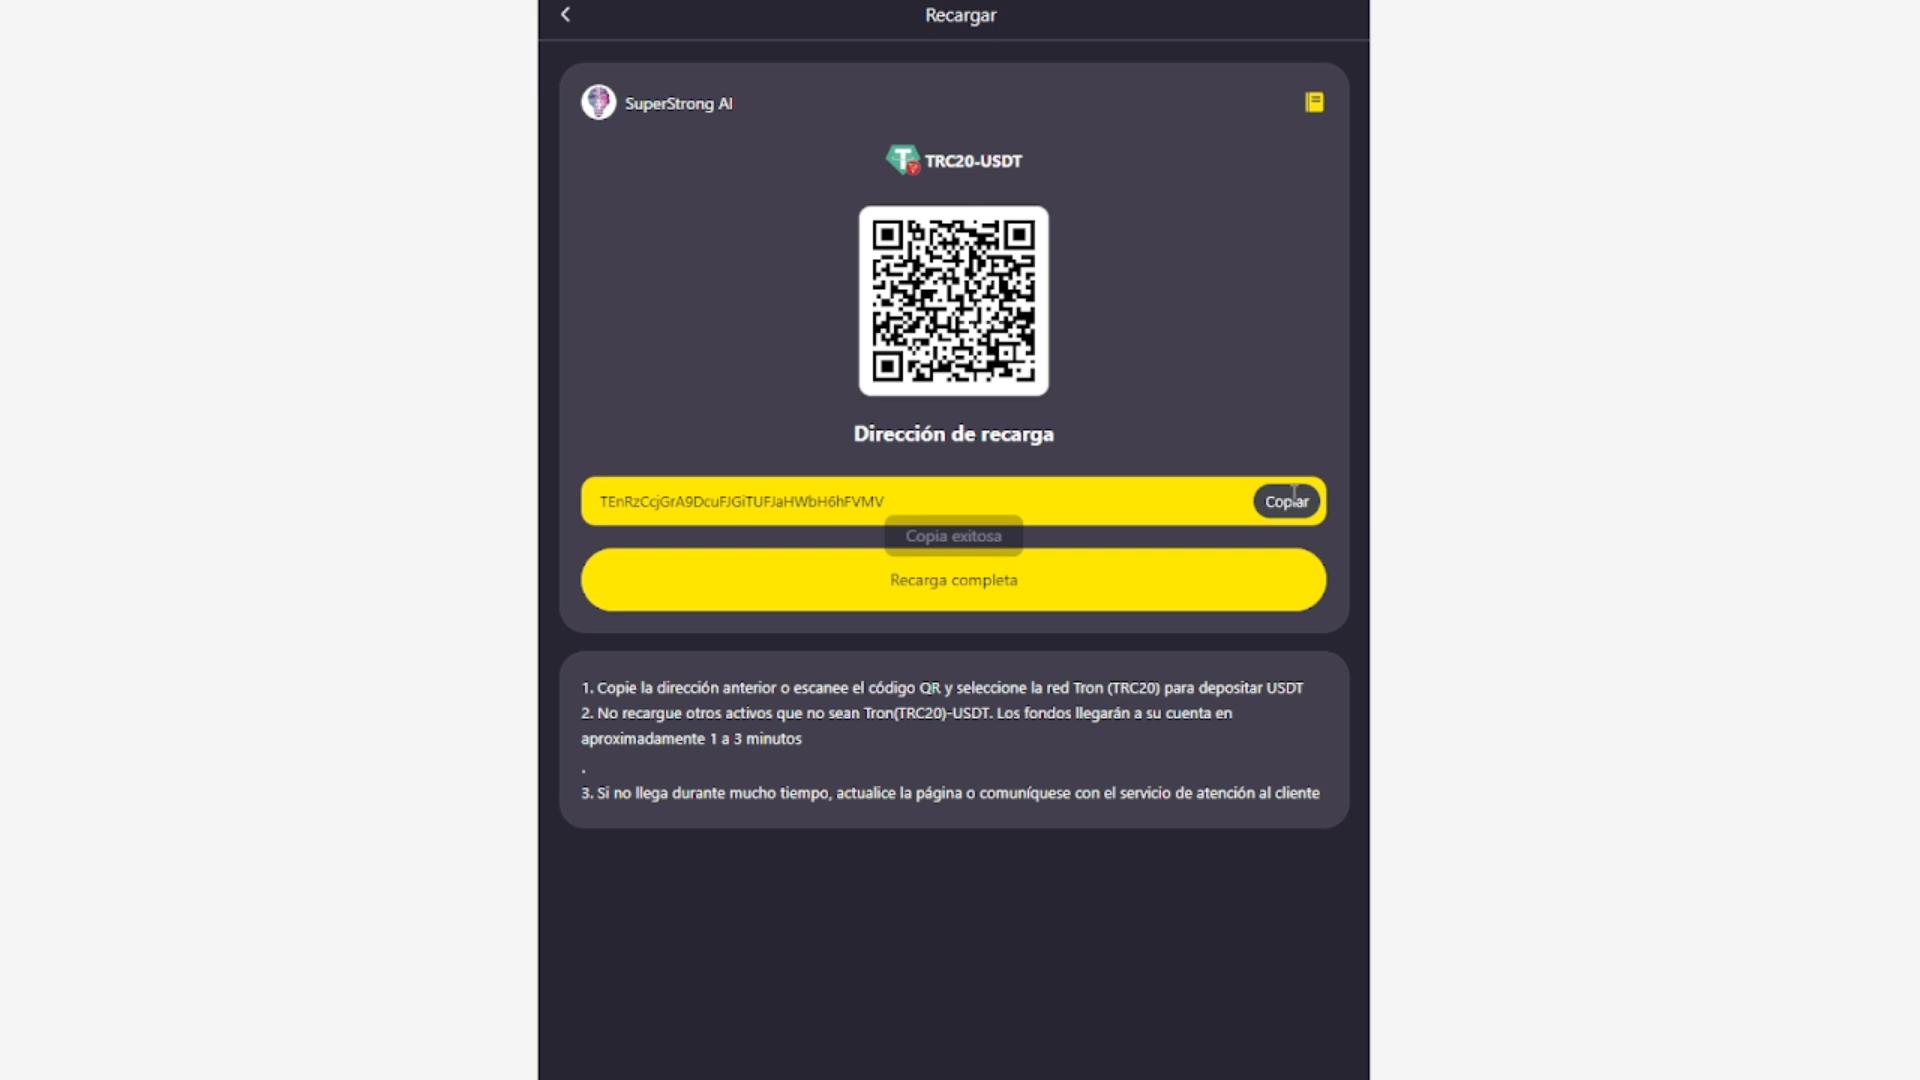 Recargar
SuperStrong AI
TRC20-USDT
Dirección de recarga
TEnRzCcjGrA9DcuFJGiTUFJaHWbH6hFVMV
Copiar
Copia exitosa
Recarga completa
1. Copie la dirección anterior o escanee el código QR y seleccione la red Tron (TRC20) para depositar USDT
2. No recargue otros activos que no sean Tron(TRC20)-USDT. Los fondos llegarán a su cuenta en
aproximadamente 1 a 3 minutos
.
3. Si no llega durante mucho tiempo, actualice la página o comuníquese con el servicio de atención al cliente